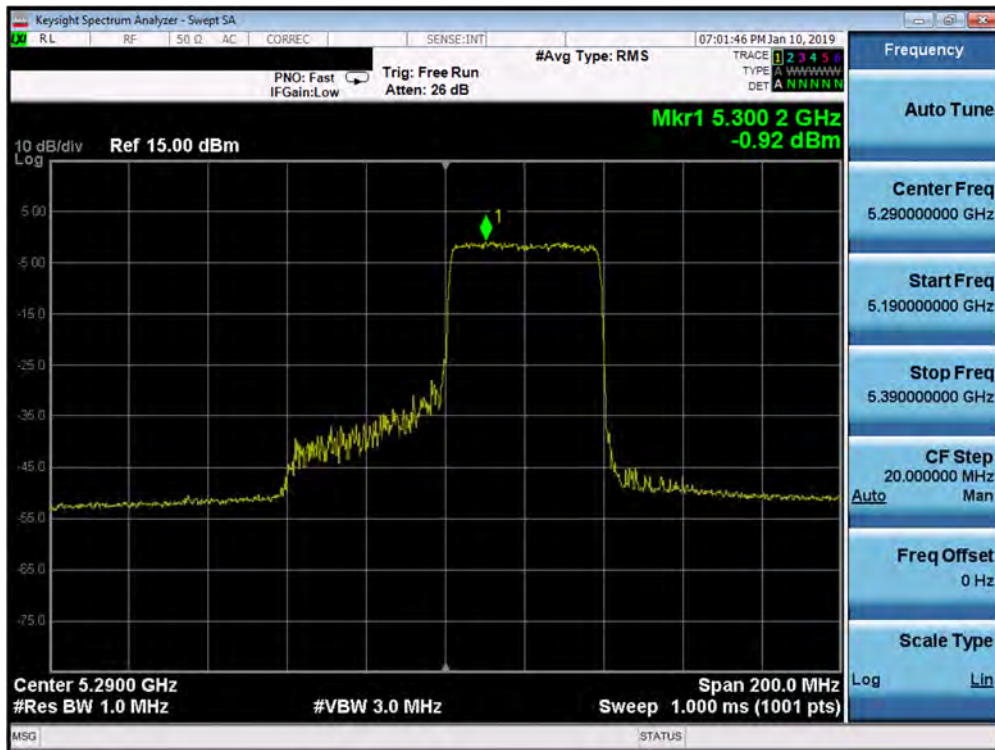 Keysight Spectrum Analyzer - Swept SA
LXI RL RF 50 Ω AC CORREC SENSE:INT 07:01:46 PM Jan 10, 2019
#Avg Type: RMS
TRACE 1 2 3 4 5 6
TYPE A WWWWW
DET A N N N N N
PNO: Fast
IFGain:Low
Trig: Free Run
Atten: 26 dB
Mkr1 5.300 2 GHz
-0.92 dBm
10 dB/div
Log
Ref 15.00 dBm
1
5.00
-5.00
-15.0
-25.0
-35.0
-45.0
-55.0
-65.0
-75.0
Center 5.2900 GHz
Span 200.0 MHz
#Res BW 1.0 MHz
#VBW 3.0 MHz
Sweep 1.000 ms (1001 pts)
MSG
STATUS
Frequency
Auto Tune
Center Freq
5.290000000 GHz
Start Freq
5.190000000 GHz
Stop Freq
5.390000000 GHz
CF Step
20.000000 MHz
Auto Man
Freq Offset
0 Hz
Scale Type
Log Lin